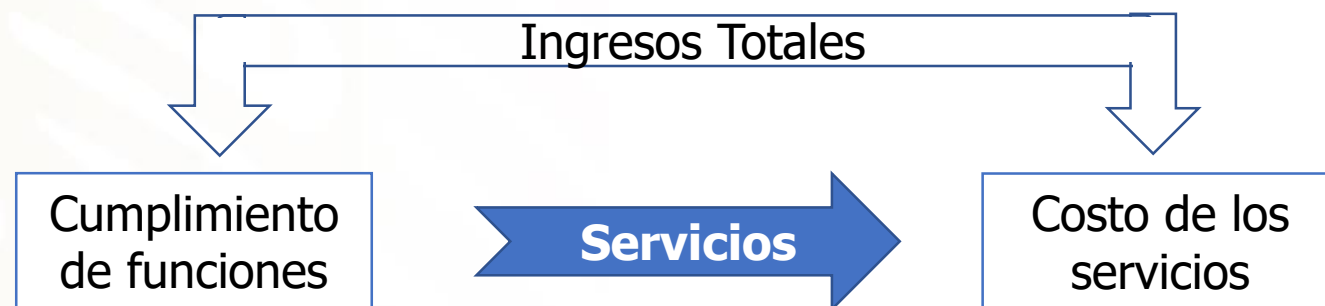 Ingresos Totales
Cumplimiento
de funciones
Servicios
Costo de los
servicios